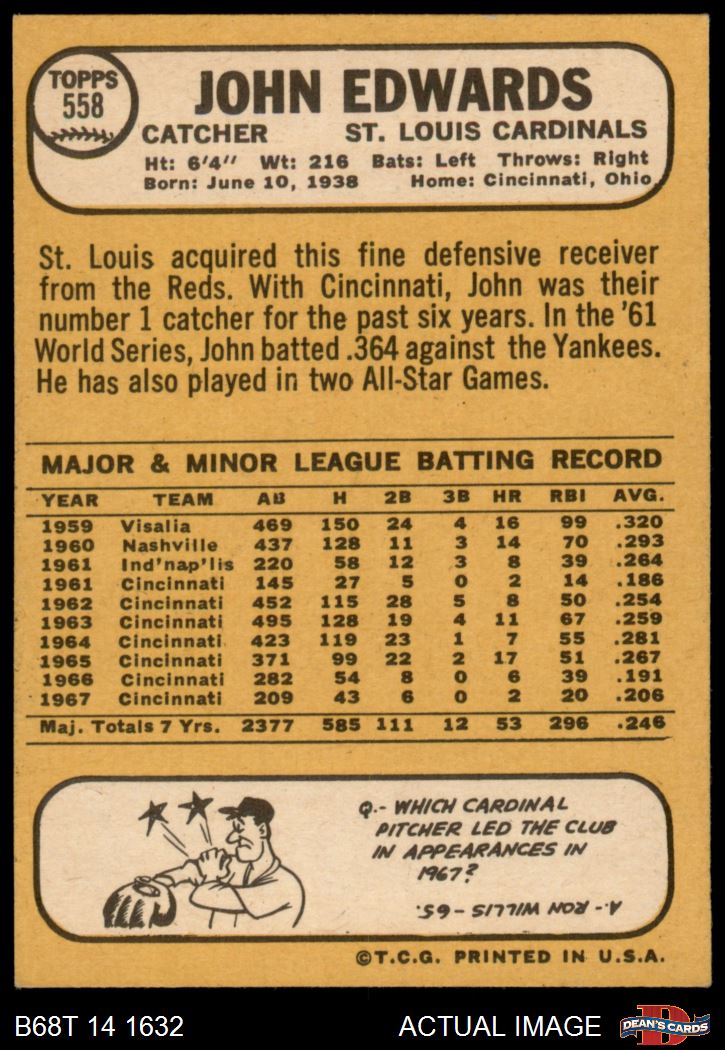 TOPPS
558
JOHN EDWARDS
CATCHER ST. LOUIS CARDINALS
Ht: 6'4" Wt: 216 Bats: Left Throws: Right
Born: June 10, 1938 Home: Cincinnati, Ohio
St. Louis acquired this fine defensive receiver
from the Reds. With Cincinnati, John was their
number 1 catcher for the past six years. In the '61
World Series, John batted .364 against the Yankees.
He has also played in two All-Star Games.
MAJOR & MINOR LEAGUE BATTING RECORD
YEAR TEAM AB H 2B 3B HR RBI AVG.
1959 Visalia 469 150 24 4 16 99 .320
1960 Nashville 437 128 11 3 14 70 .293
1961 Ind'nap'lis 220 58 12 3 8 39 .264
1961 Cincinnati 145 27 5 0 2 14 .186
1962 Cincinnati 452 115 28 5 8 50 .254
1963 Cincinnati 495 128 19 4 11 67 .259
1964 Cincinnati 423 119 23 1 7 55 .281
1965 Cincinnati 371 99 22 2 17 51 .267
1966 Cincinnati 282 54 8 0 6 39 .191
1967 Cincinnati 209 43 6 0 2 20 .206
Maj. Totals 7 Yrs. 2377 585 111 12 53 296 .246
Q.- WHICH CARDINAL
PITCHER LED THE CLUB
IN APPEARANCES IN
1967?
A.- RON WILLIS - 65.
©T.C.G. PRINTED IN U.S.A.
B68T 14 1632 ACTUAL IMAGE
D
DEAN'S CARDS